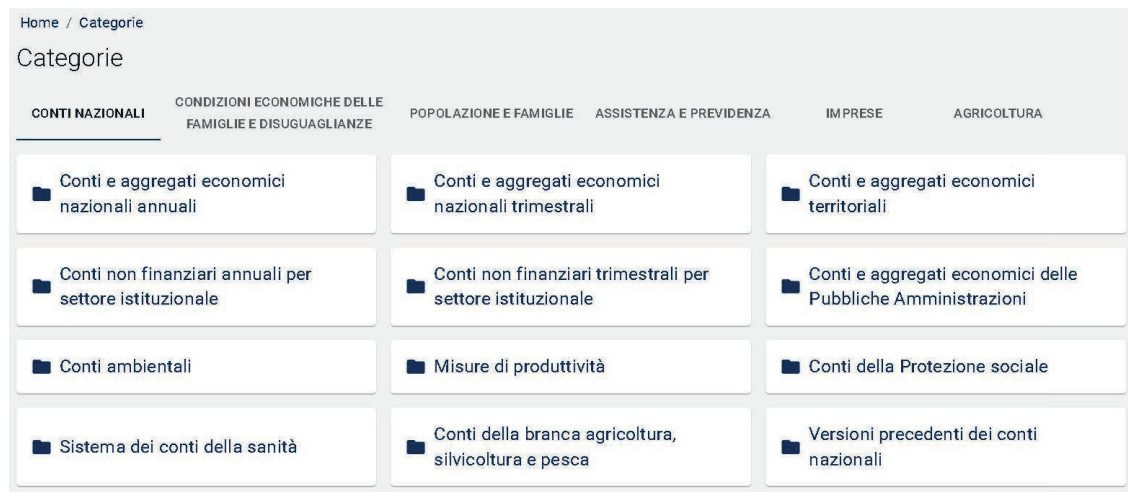 Home / Categorie
Categorie
CONTI NAZIONALI
CONDIZIONI ECONOMICHE DELLE
FAMIGLIE E DISUGUAGLIANZE
POPOLAZIONE E FAMIGLIE
ASSISTENZA E PREVIDENZA
IMPRESE
AGRICOLTURA
Conti e aggregati economici
nazionali annuali
Conti e aggregati economici
nazionali trimestrali
Conti e aggregati economici
territoriali
Conti non finanziari annuali per
settore istituzionale
Conti non finanziari trimestrali per
settore istituzionale
Conti e aggregati economici delle
Pubbliche Amministrazioni
Conti ambientali
Misure di produttività
Conti della Protezione sociale
Sistema dei conti della sanità
Conti della branca agricoltura,
silvicoltura e pesca
Versioni precedenti dei conti
nazionali